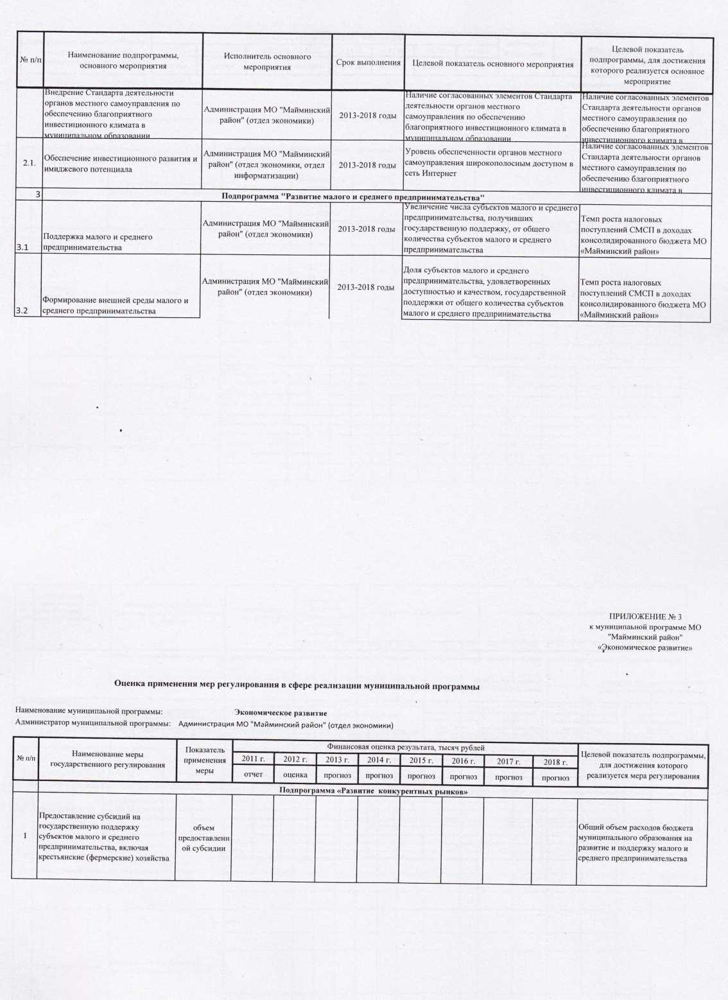 № п/п
Наименование подпрограммы,
основного мероприятия
Исполнитель основного
мероприятия
Срок выполнения
Целевой показатель основного мероприятия
Целевой показатель
подпрограммы, для достижения
которого реализуется основное
мероприятие
Внедрение Стандарта деятельности
органов местного самоуправления по
обеспечению благоприятного
инвестиционного климата в
муниципальном образовании
Администрация МО "Майминский
район" (отдел экономики)
2013-2018 годы
Наличие согласованных элементов Стандарта
деятельности органов местного
самоуправления по обеспечению
благоприятного инвестиционного климата в
муниципальном образовании
Наличие согласованных элементов
Стандарта деятельности органов
местного самоуправления по
обеспечению благоприятного
инвестиционного климата в
2.1.
Обеспечение инвестиционного развития и
имиджевого потенциала
Администрация МО "Майминский
район" (отдел экономики, отдел
информатизации)
2013-2018 годы
Уровень обеспеченности органов местного
самоуправления широкополосным доступом в
сеть Интернет
Наличие согласованных элементов
Стандарта деятельности органов
местного самоуправления по
обеспечению благоприятного
инвестиционного климата в
3
Подпрограмма "Развитие малого и среднего предпринимательства"
3.1
Поддержка малого и среднего
предпринимательства
Администрация МО "Майминский
район" (отдел экономики)
2013-2018 годы
Увеличение числа субъектов малого и среднего
предпринимательства, получивших
государственную поддержку, от общего
количества субъектов малого и среднего
предпринимательства
Темп роста налоговых
поступлений СМСП в доходах
консолидированного бюджета МО
«Майминский район»
3.2
Формирование внешней среды малого и
среднего предпринимательства
Администрация МО "Майминский
район" (отдел экономики)
2013-2018 годы
Доля субъектов малого и среднего
предпринимательства, удовлетворенных
доступностью и качеством, государственной
поддержки от общего количества субъектов
малого и среднего предпринимательства
Темп роста налоговых
поступлений СМСП в доходах
консолидированного бюджета МО
«Майминский район»
ПРИЛОЖЕНИЕ № 3
к муниципаьной программе МО
"Майминский район"
«Экономическое развитие»
Оценка применения мер регулирования в сфере реализации муниципальной программы
Наименование муниципаьной программы: Экономическое развитие
Администратор муниципальной программы: Администрация МО "Майминский район" (отдел экономики)
№ п/п
Наименование меры
государственного регулирования
Показатель
применения
меры
Финансовая оценка результата, тысяч рублей
2011 г. 2012 г. 2013 г. 2014 г. 2015 г. 2016 г. 2017 г. 2018 г.
отчет оценка прогноз прогноз прогноз прогноз прогноз прогноз
Целевой показатель подпрограммы,
для достижения которого
реализуется мера регулирования
Подпрограмма «Развитие конкурентных рынков»
1
Предоставление субсидий на
государственную поддержку
субъектов малого и среднего
предпринимательства, включая
крестьянские (фермерские) хозяйства
объем
предоставленн
ой субсидии
Общий объем расходов бюджета
муниципального образования на
развитие и поддержку малого и
среднего предпринимательства